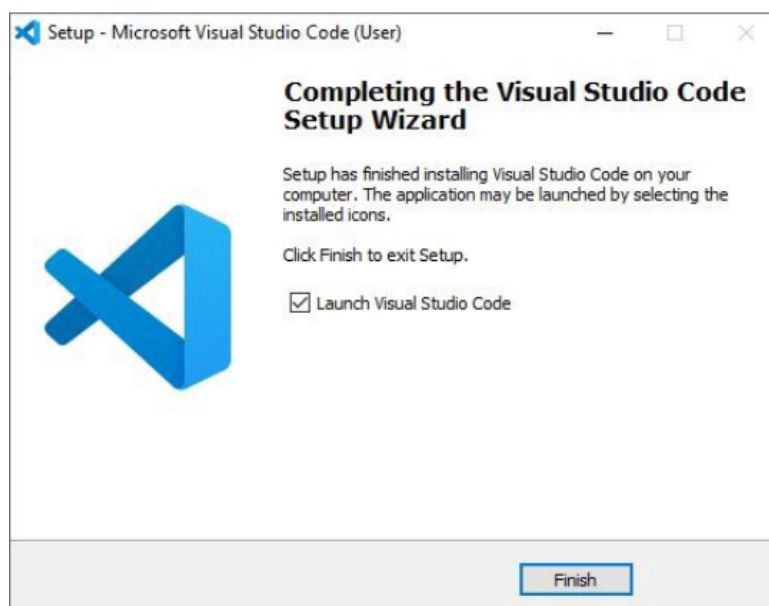 Setup - Microsoft Visual Studio Code (User)
Completing the Visual Studio Code
Setup Wizard
Setup has finished installing Visual Studio Code on your
computer. The application may be launched by selecting the
installed icons.
Click Finish to exit Setup.
Launch Visual Studio Code
Finish